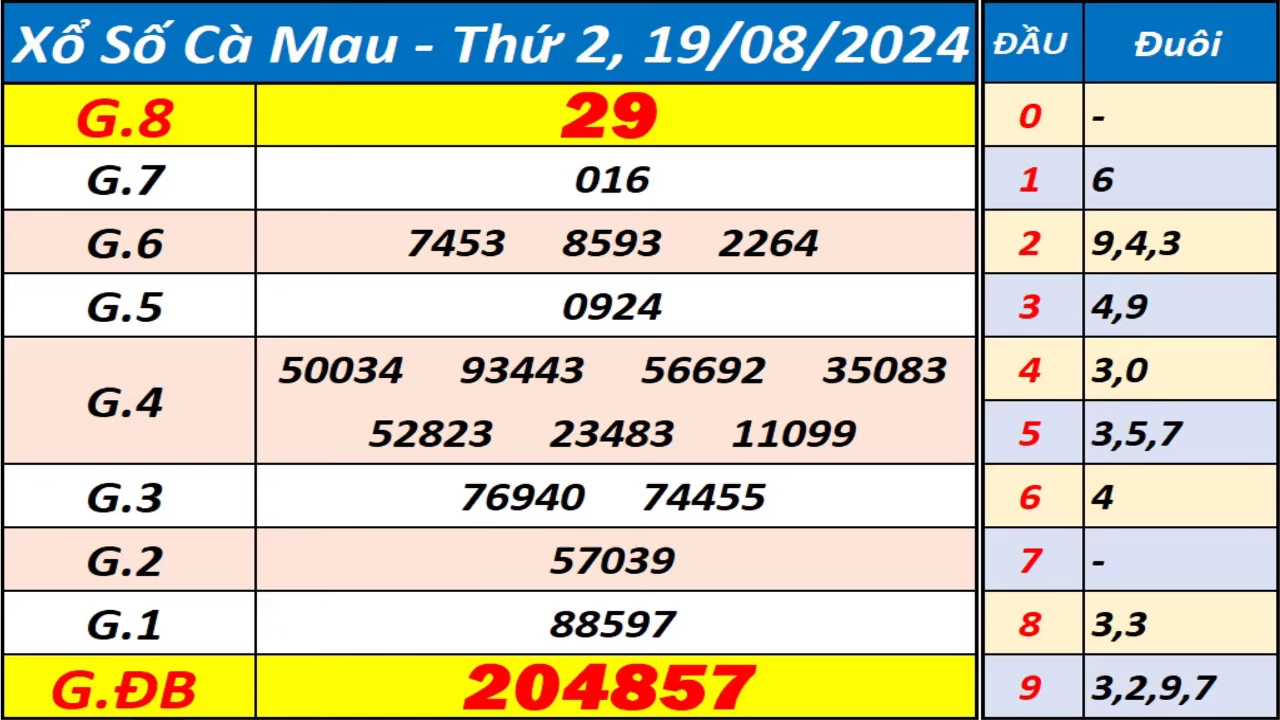 Xổ Số Cà Mau - Thứ 2, 19/08/2024
G.8 29
G.7 016
G.6 7453 8593 2264
G.5 0924
G.4 50034 93443 56692 35083
52823 23483 11099
G.3 76940 74455
G.2 57039
G.1 88597
G.ĐB 204857
ĐẦU Đuôi
0 -
1 6
2 9,4,3
3 4,9
4 3,0
5 3,5,7
6 4
7 -
8 3,3
9 3,2,9,7